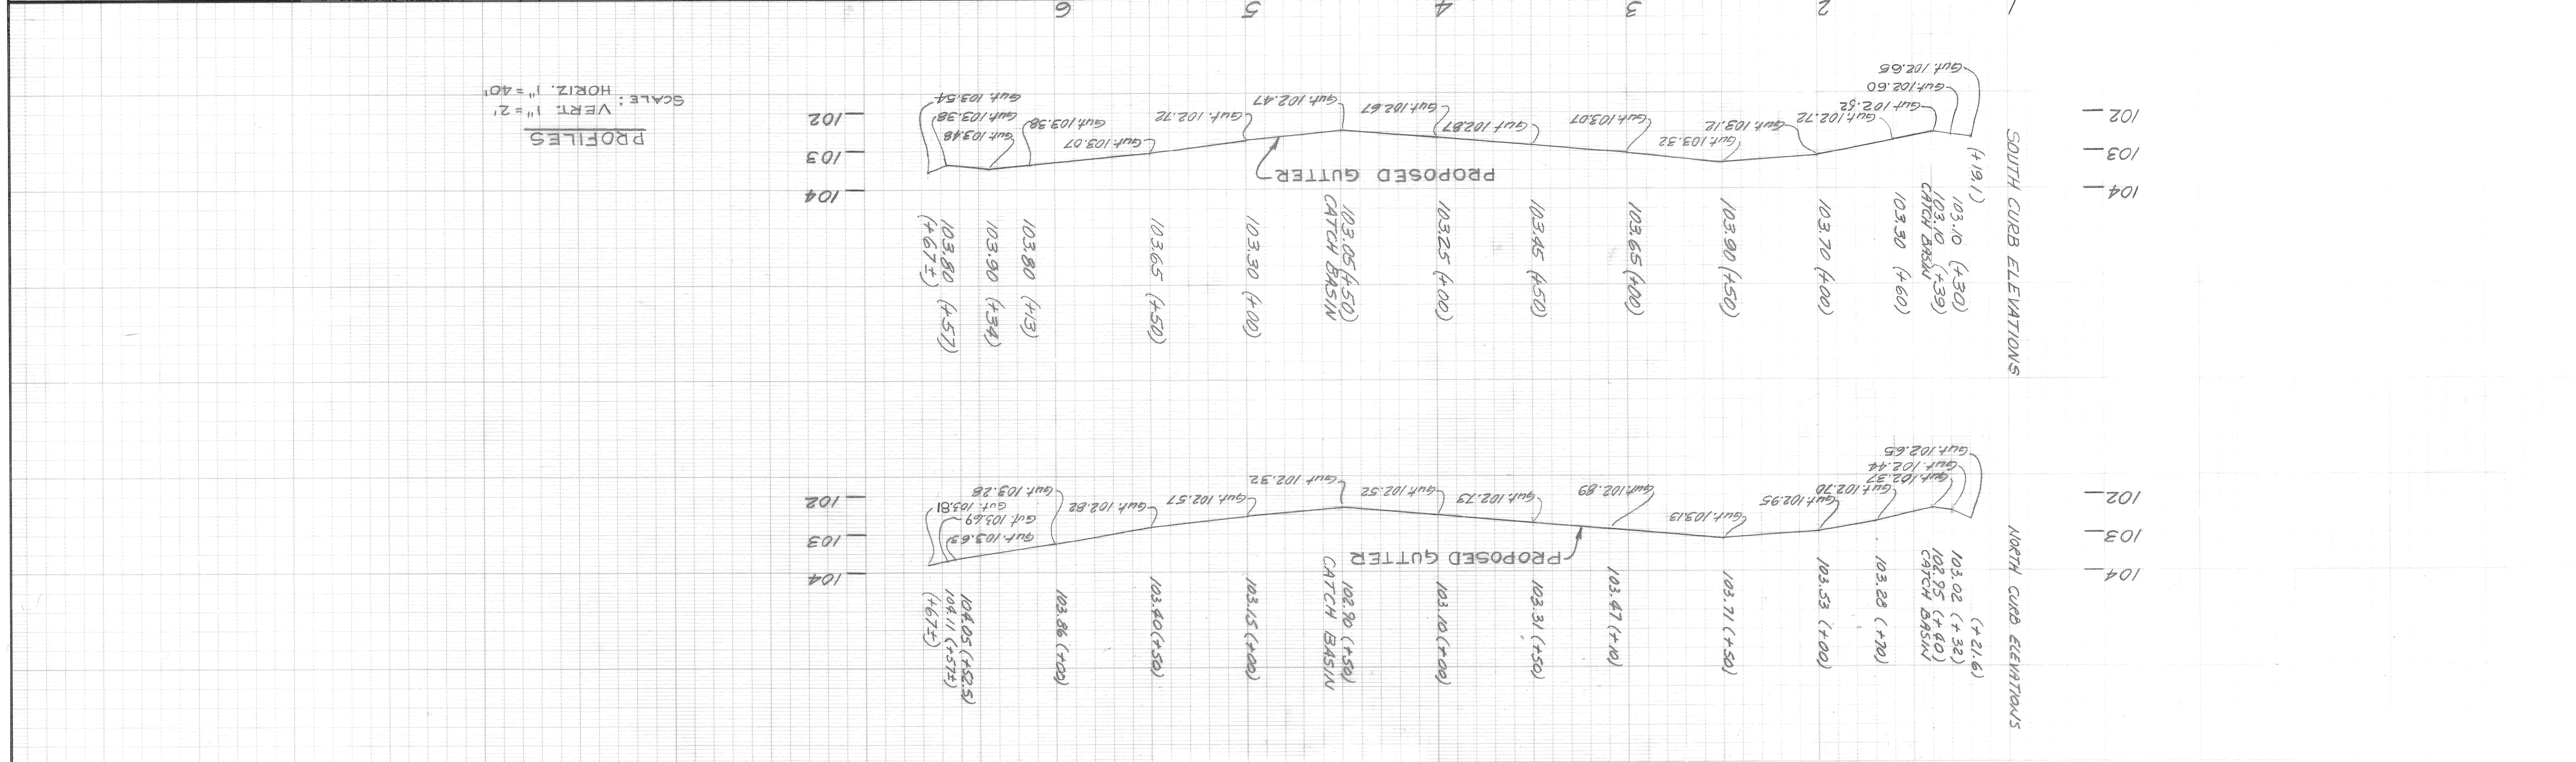 NORTH CURB ELEVATIONS
(+21.6)
103.02 (+32)
102.95 (+40)
CATCH BASIN
103.28 (+70)
103.53 (+00)
103.71 (+50)
103.47 (+10)
103.31 (+50)
103.10 (+00)
102.90 (+50)
CATCH BASIN
103.15 (+00)
103.40 (+50)
103.86 (+00)
104.05 (+52.5)
104.11 (+57±)
(+67±)
104
103
102
PROPOSED GUTTER
104
103
102
Gut. 102.65
Gut. 102.44
Gut. 102.37
Gut. 102.70
Gut. 102.95
Gut. 103.13
Gut. 102.89
Gut. 102.73
Gut. 102.52
Gut. 102.32
Gut. 102.57
Gut. 102.82
Gut. 103.28
Gut. 103.63
Gut. 103.69
Gut. 103.81
SOUTH CURB ELEVATIONS
(+19.1)
103.10 (+30)
103.10 (+39)
CATCH BASIN
103.30 (+60)
103.70 (+00)
103.90 (+50)
103.65 (+00)
103.45 (+50)
103.25 (+00)
103.05 (+50)
CATCH BASIN
103.30 (+00)
103.65 (+50)
103.80 (+13)
103.90 (+34)
103.80 (+57)
(+67±)
104
103
102
PROPOSED GUTTER
104
103
102
Gut. 102.65
Gut. 102.60
Gut. 102.52
Gut. 102.72
Gut. 103.12
Gut. 103.32
Gut. 103.07
Gut. 102.87
Gut. 102.67
Gut. 102.47
Gut. 102.72
Gut. 103.07
Gut. 103.38
Gut. 103.48
Gut. 103.38
Gut. 103.54
PROFILES
SCALE: VERT. 1"=2'
HORIZ. 1"=40'
1
2
3
4
5
6